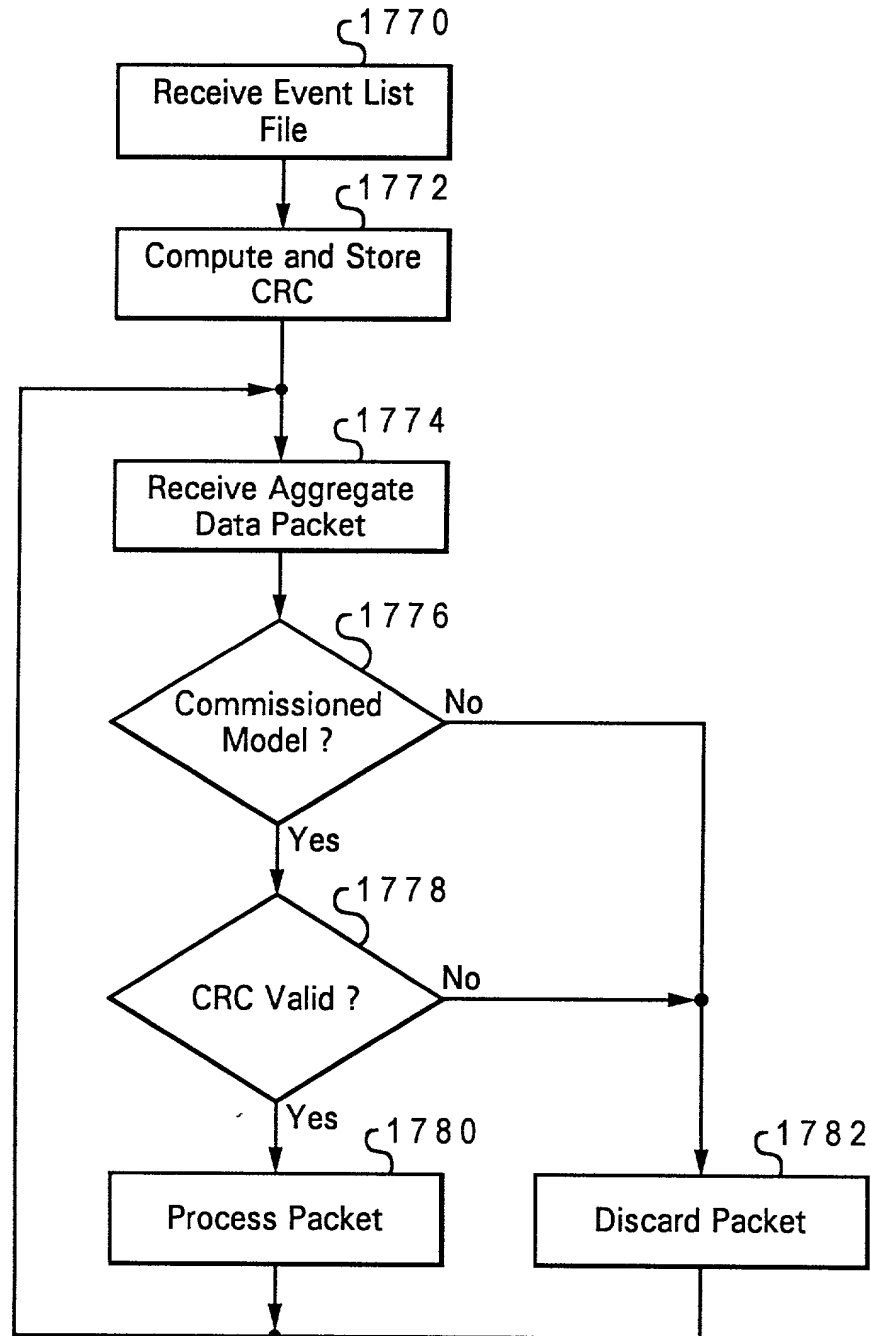 1770
Receive Event List
File
1772
Compute and Store
CRC
1774
Receive Aggregate
Data Packet
1776
Commissioned
Model ?
No
Yes
1778
CRC Valid ?
No
Yes
1780
Process Packet
1782
Discard Packet